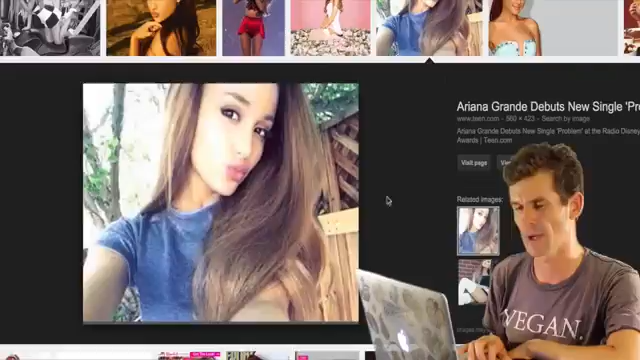 Ariana Grande Debuts New Single 'Pro
www.teen.com - 560 × 423 - Search by image
Ariana Grande Debuts New Single 'Problem' at the Radio Disney
Awards | Teen.com
Visit page
Related images:
VEGAN.